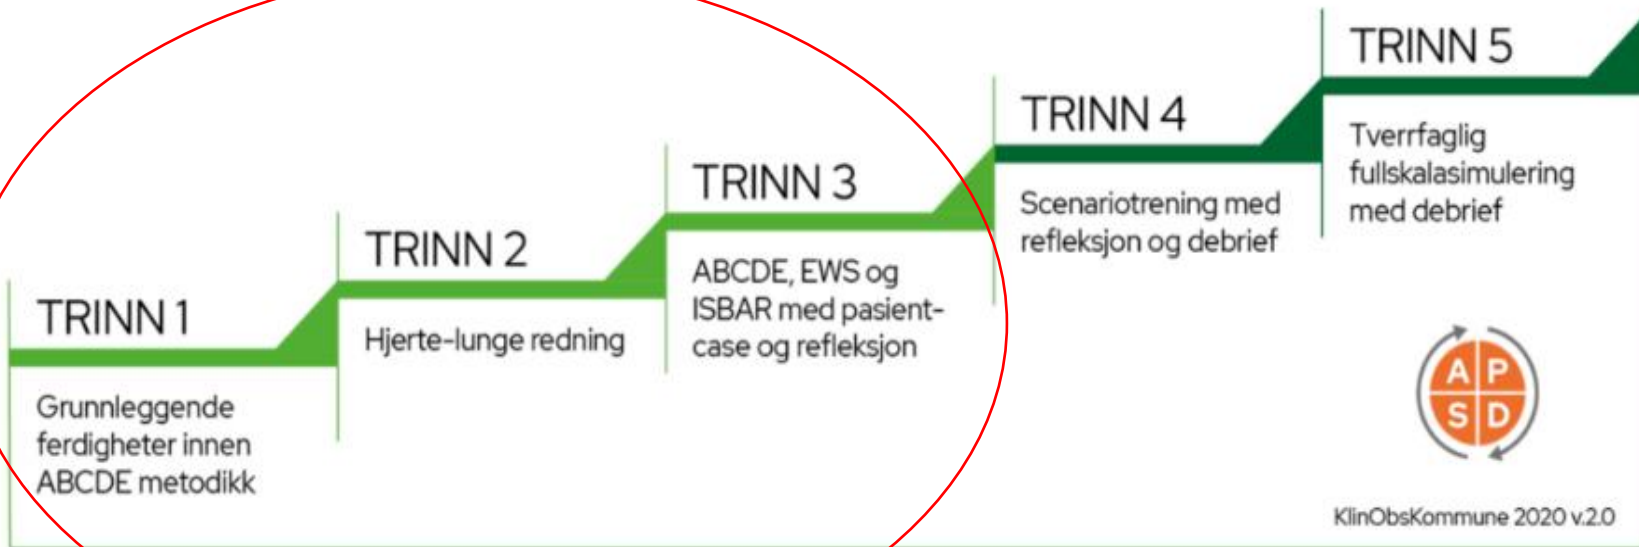 TRINN 1
Grunnleggende
ferdigheter innen
ABCDE metodikk
TRINN 2
Hjerte-lunge redning
TRINN 3
ABCDE, EWS og
ISBAR med pasient-
case og refleksjon
TRINN 4
Scenariotrening med
refleksjon og debrief
TRINN 5
Tverrfaglig
fullskalasimulering
med debrief
A P
S D
KlinObsKommune 2020 v.2.0